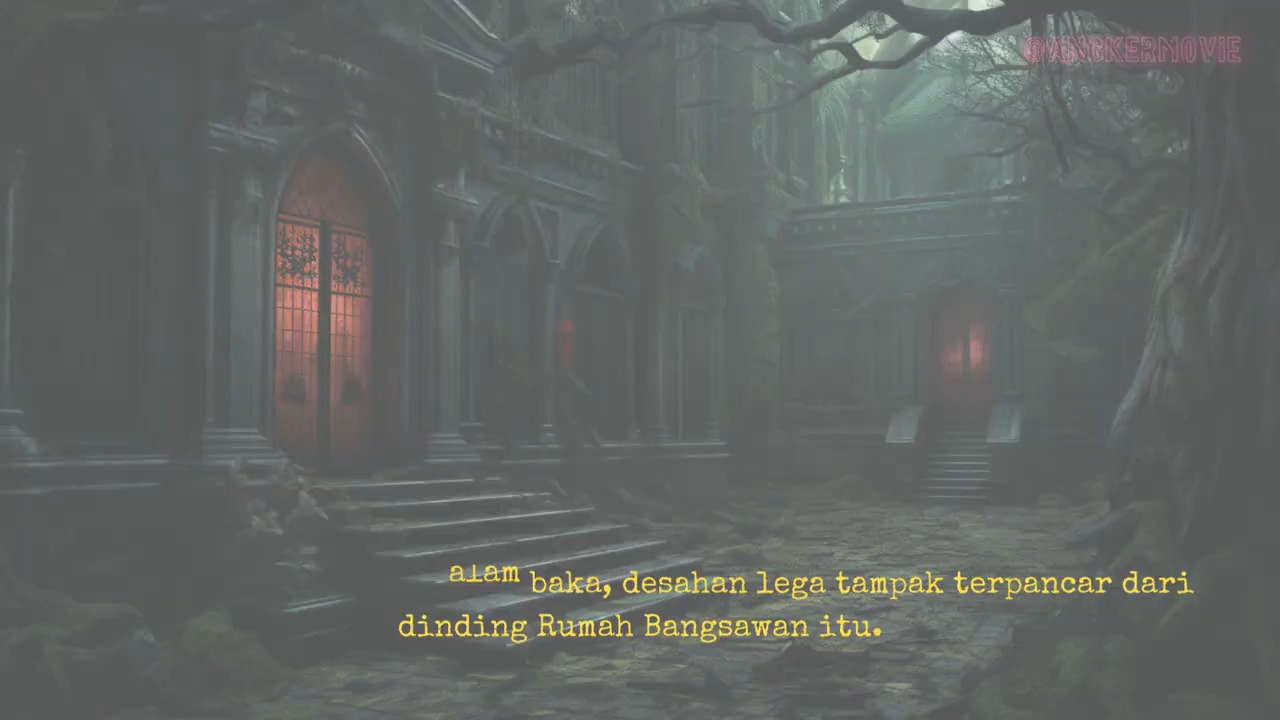 @ANGKERMOVIE
alam baka, desahan lega tampak terpancar dari
dinding Rumah Bangsawan itu.